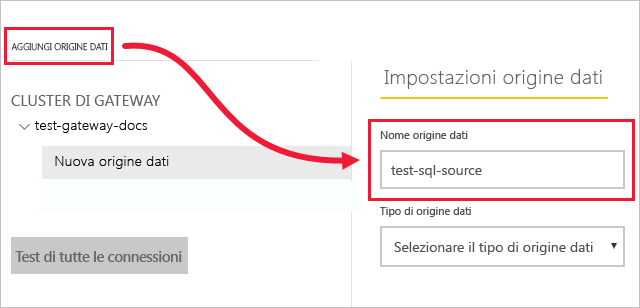 AGGIUNGI ORIGINE DATI
CLUSTER DI GATEWAY
test-gateway-docs
Nuova origine dati
Test di tutte le connessioni
Impostazioni origine dati
Nome origine dati
test-sql-source
Tipo di origine dati
Selezionare il tipo di origine dati